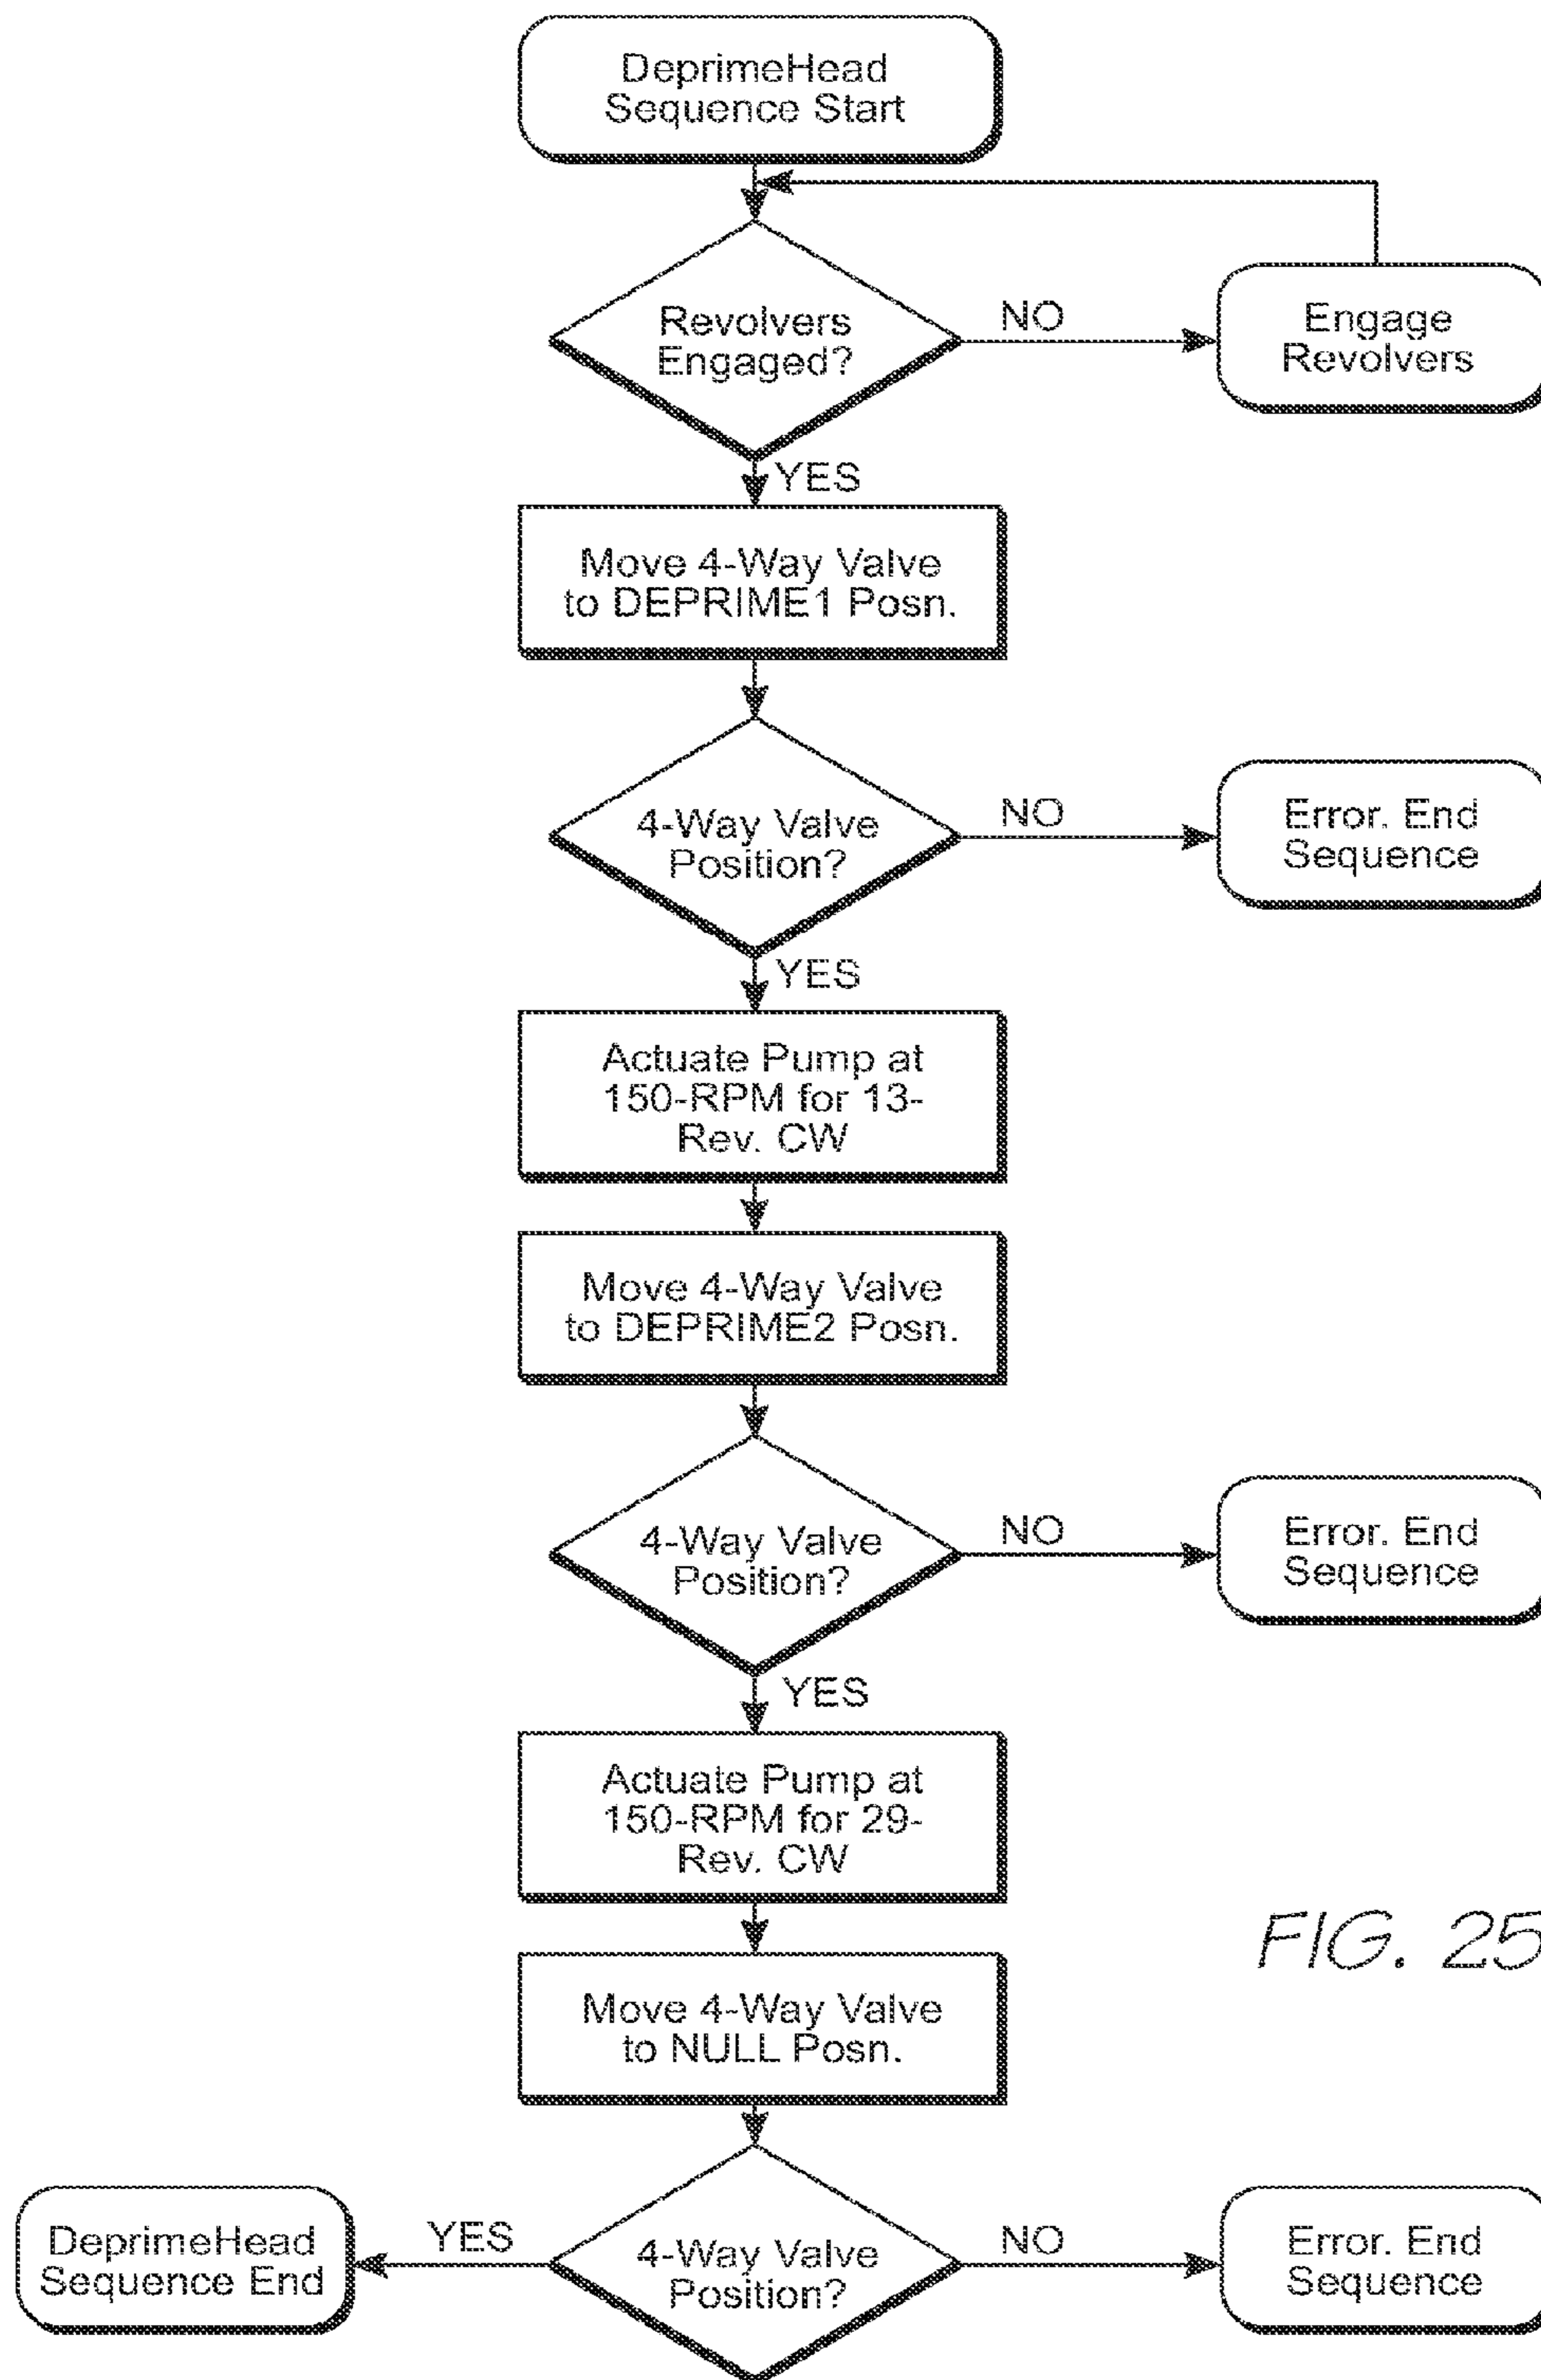 DeprimeHead
Sequence Start
Revolvers
Engaged?
NO
Engage
Revolvers
YES
Move 4-Way Valve
to DEPRIME1 Posn.
4-Way Valve
Position?
NO
Error. End
Sequence
YES
Actuate Pump at
150-RPM for 13-
Rev. CW
Move 4-Way Valve
to DEPRIME2 Posn.
4-Way Valve
Position?
NO
Error. End
Sequence
YES
Actuate Pump at
150-RPM for 29-
Rev. CW
FIG. 25
Move 4-Way Valve
to NULL Posn.
DeprimeHead
Sequence End
YES
4-Way Valve
Position?
NO
Error. End
Sequence